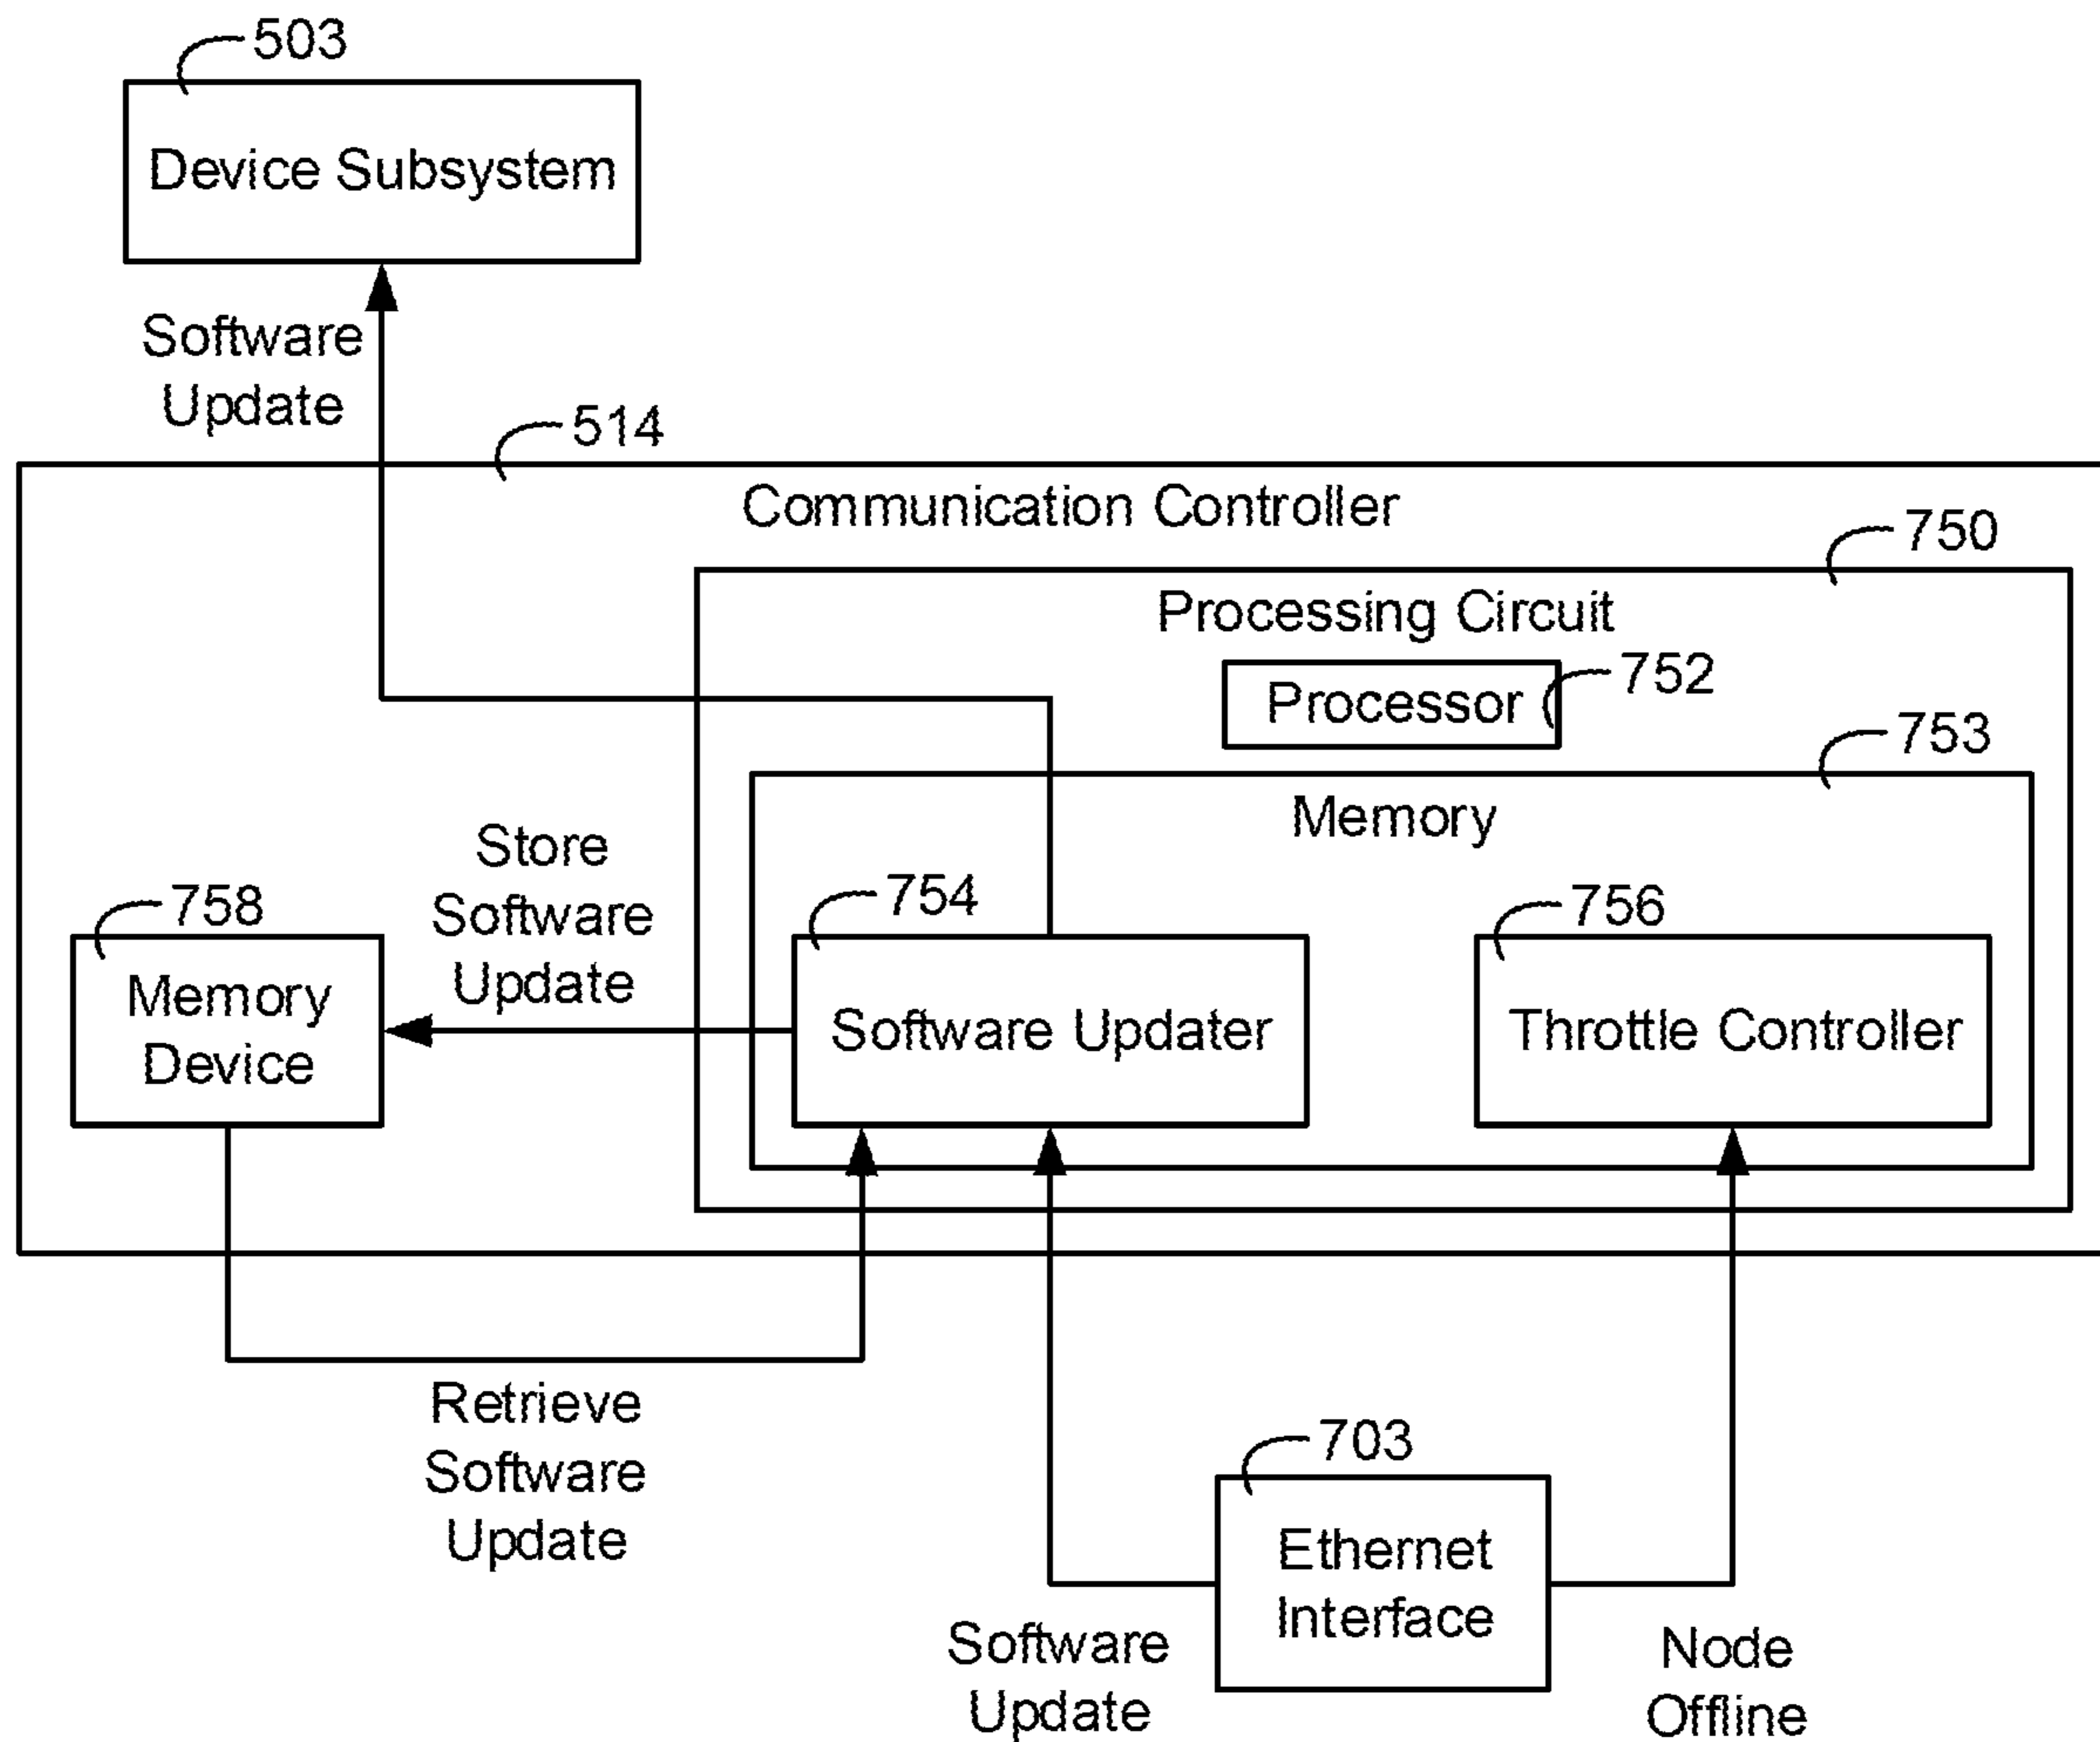 503
Device Subsystem
Software
Update
514
Communication Controller
750
Processing Circuit
Processor
752
753
Memory
Store
Software
Update
758
Memory
Device
754
Software Updater
756
Throttle Controller
Retrieve
Software
Update
703
Ethernet
Interface
Software
Update
Node
Offline